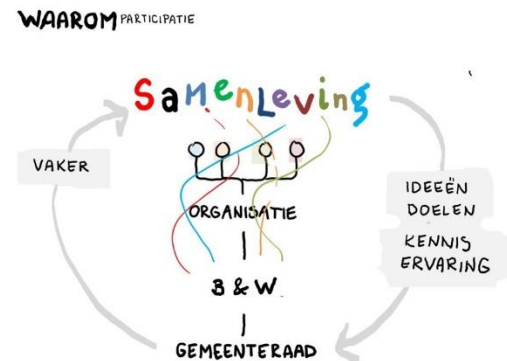 WAAROM PARTICIPATIE
SAMENLEVING
VAKER
IDEEËN
DOELEN
KENNIS
ERVARING
ORGANISATIE
B & W
GEMEENTERAAD